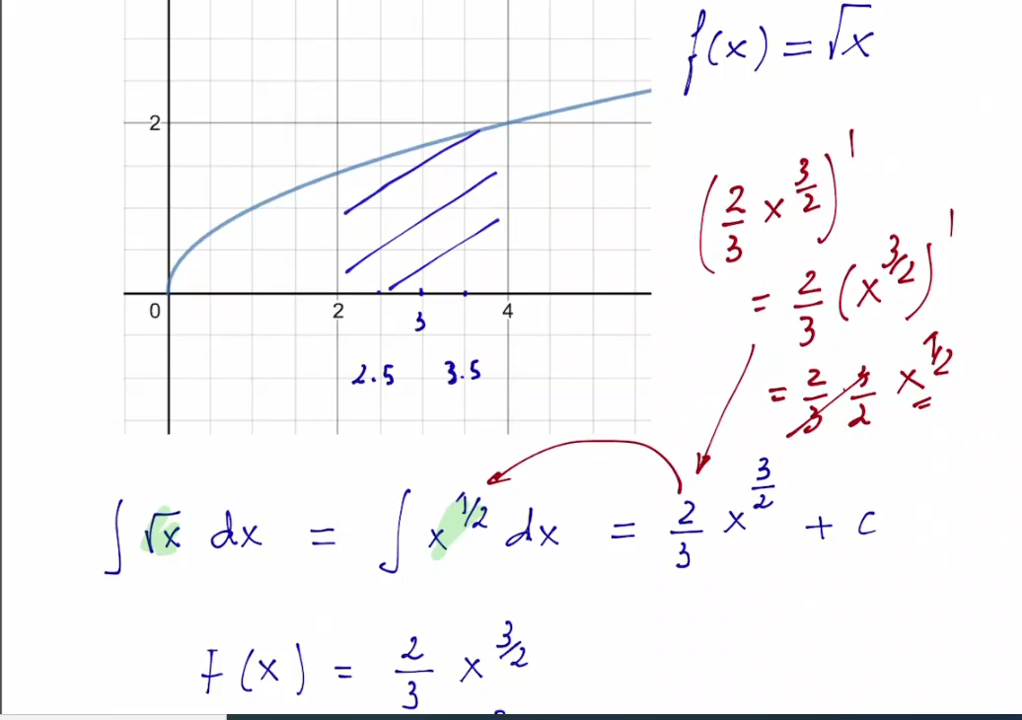 f(x) = √x
2
(2/3 x^(3/2))'
= 2/3 (x^(3/2))'
= 2/3 3/2 x^(1/2)
0 2 4
3
2.5 3.5
∫ √x dx = ∫ x^(1/2) dx = 2/3 x^(3/2) + c
F(x) = 2/3 x^(3/2)